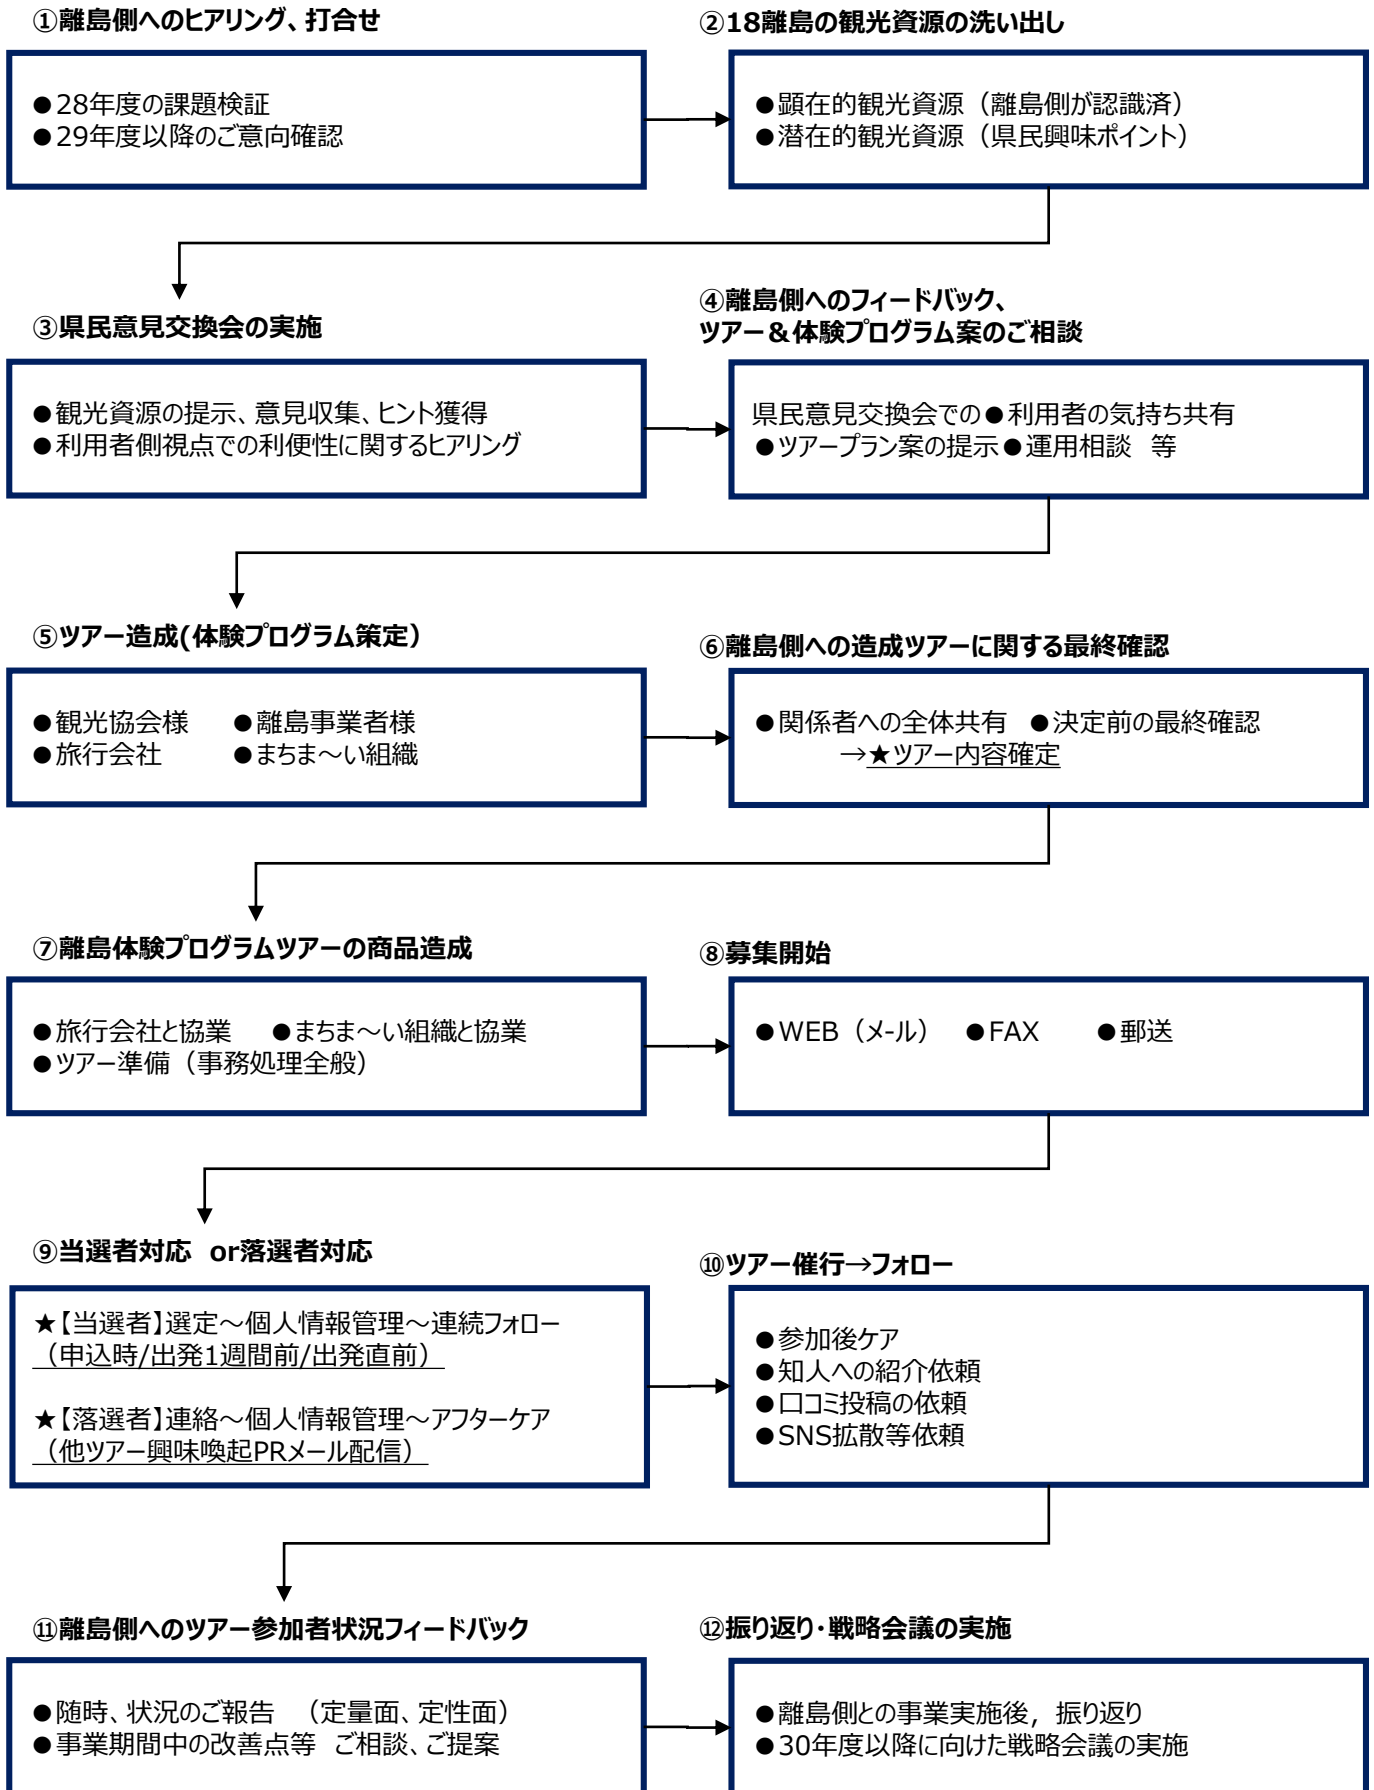 ①離島側へのヒアリング、打合せ
●28年度の課題検証
●29年度以降のご意向確認
②18離島の観光資源の洗い出し
●顕在的観光資源（離島側が認識済）
●潜在的観光資源（県民興味ポイント）
③県民意見交換会の実施
●観光資源の提示、意見収集、ヒント獲得
●利用者側視点での利便性に関するヒアリング
④離島側へのフィードバック、
ツアー＆体験プログラム案のご相談
県民意見交換会での●利用者の気持ち共有
●ツアープラン案の提示●運用相談　等
⑤ツアー造成(体験プログラム策定）
●観光協会様　●離島事業者様
●旅行会社　●まちま～い組織
⑥離島側への造成ツアーに関する最終確認
●関係者への全体共有　●決定前の最終確認
→★ツアー内容確定
⑦離島体験プログラムツアーの商品造成
●旅行会社と協業　●まちま～い組織と協業
●ツアー準備（事務処理全般）
⑧募集開始
●WEB（メール）　●FAX　●郵送
⑨当選者対応　or落選者対応
★【当選者】選定～個人情報管理～連続フォロー
（申込時/出発1週間前/出発直前）
★【落選者】連絡～個人情報管理～アフターケア
（他ツアー興味喚起PRメール配信）
⑩ツアー催行→フォロー
●参加後ケア
●知人への紹介依頼
●口コミ投稿の依頼
●SNS拡散等依頼
⑪離島側へのツアー参加者状況フィードバック
●随時、状況のご報告　（定量面、定性面）
●事業期間中の改善点等　ご相談、ご提案
⑫振り返り・戦略会議の実施
●離島側との事業実施後，振り返り
●30年度以降に向けた戦略会議の実施